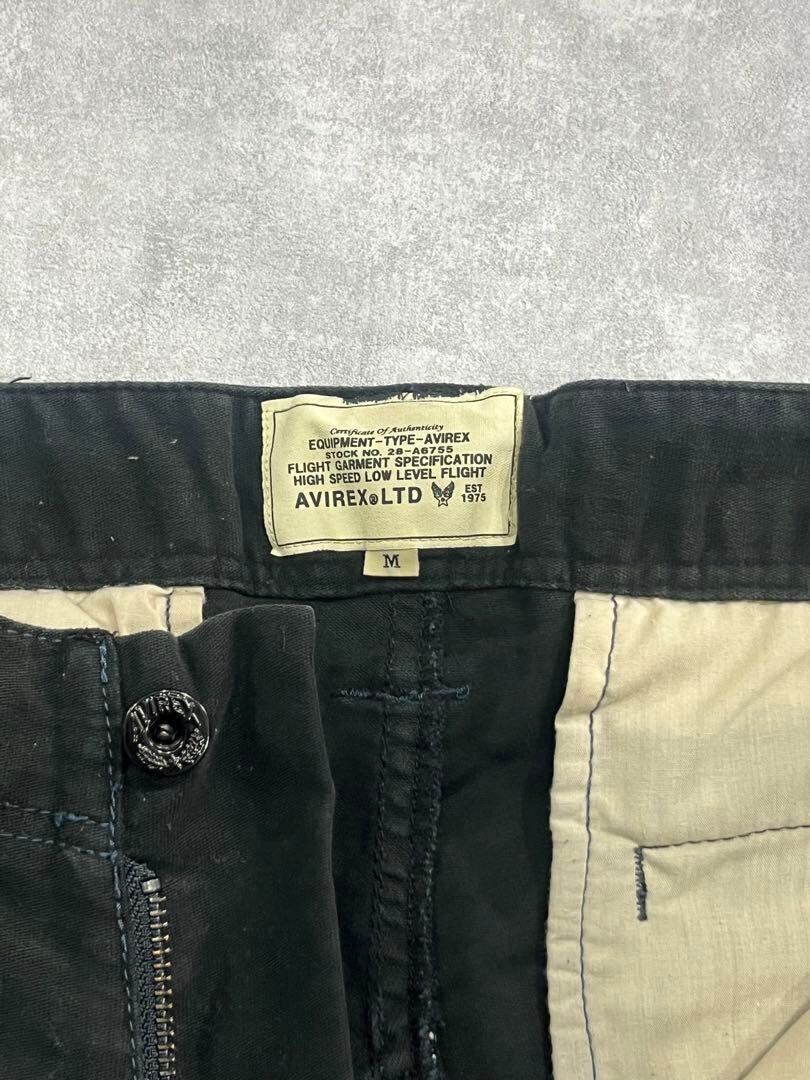 Certificate Of Authenticity
EQUIPMENT-TYPE-AVIREX
STOCK NO. 28-A6755
FLIGHT GARMENT SPECIFICATION
HIGH SPEED LOW LEVEL FLIGHT
AVIREX®LTD EST 1975
M
AVIREX